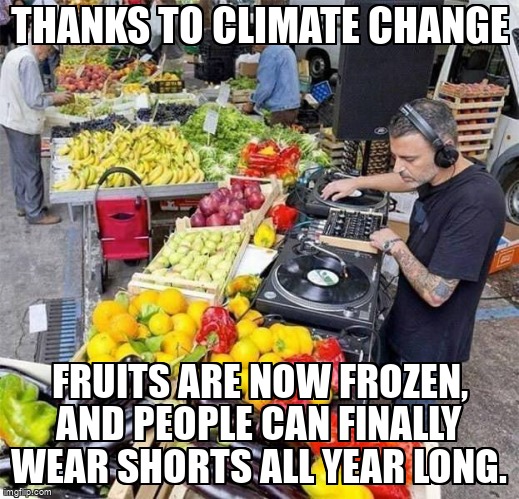 THANKS TO CLIMATE CHANGE
FRUITS ARE NOW FROZEN,
AND PEOPLE CAN FINALLY
WEAR SHORTS ALL YEAR LONG.
imgflip.com